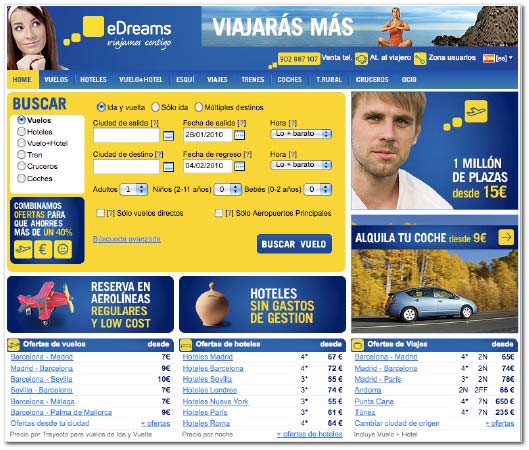 eDreams
viajamos contigo
VIAJARÁS MÁS
902 887 107 Venta tel. At. al viajero Zona usuarios [es]
HOME VUELOS HOTELES VUELO+HOTEL ESQUÍ VIAJES TRENES COCHES T.RURAL CRUCEROS OCIO
BUSCAR
Vuelos
Hoteles
Vuelo+Hotel
Tren
Cruceros
Coches
Ida y vuelta Sólo ida Múltiples destinos
Ciudad de salida [?] Fecha de salida [?] Hora [?]
28/01/2010 Lo + barato
Ciudad de destino [?] Fecha de regreso [?] Hora [?]
04/02/2010 Lo + barato
Adultos 1 Niños (2-11 años) 0 Bebés (0-2 años) 0
[?] Sólo vuelos directos [?] Sólo Aeropuertos Principales
Búsqueda avanzada
BUSCAR VUELO
COMBINAMOS
OFERTAS PARA
QUE AHORRES
MÁS DE UN 40%
1 MILLÓN
DE PLAZAS
desde 15€
ALQUILA TU COCHE desde 9€
RESERVA EN
AEROLÍNEAS
REGULARES
Y LOW COST
HOTELES
SIN GASTOS
DE GESTION
Ofertas de vuelos desde
Barcelona - Madrid 7€
Madrid - Barcelona 9€
Barcelona - Sevilla 10€
Sevilla - Barcelona 7€
Barcelona - Málaga 7€
Barcelona - Palma de Mallorca 9€
Ofertas desde tu ciudad + ofertas
Precio por Trayecto para vuelos de Ida y Vuelta
Ofertas de hoteles desde
Hoteles Madrid 4* 67 €
Hoteles Barcelona 4* 72 €
Hoteles Sevilla 3* 55 €
Hoteles Londres 3* 74 €
Hoteles Nueva York 3* 55 €
Hoteles París 3* 61 €
Hoteles Roma 4* 74 €
Precio por noche + ofertas de hoteles
Ofertas de Viajes desde
Barcelona - Madrid 4* 2N 65€
Madrid - Barcelona 4* 2N 74€
Madrid - París 3* 2N 78€
Andorra 2N 2FF 66 €
Punta Cana 4* 7N 650 €
Túnez 4* 7N 235 €
Cambiar ciudad de origen + ofertas
Incluye Vuelo + Hotel